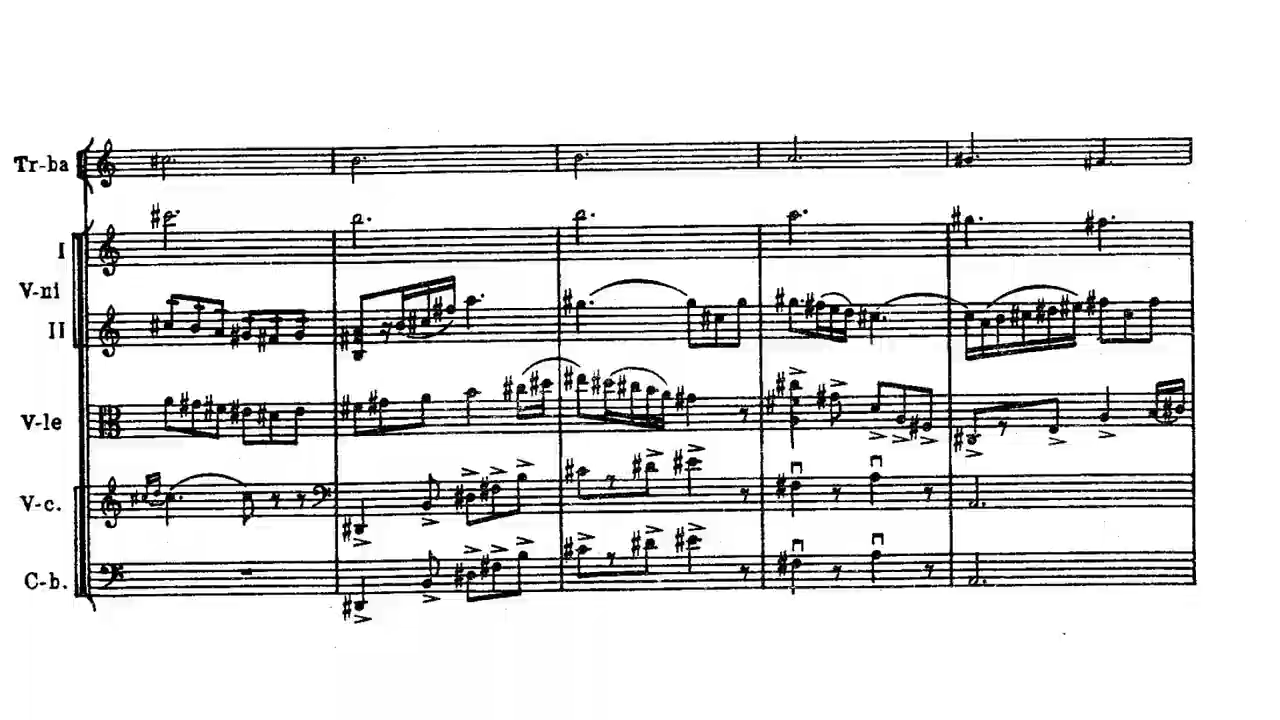 Tr-ba
I
V-ni
II
V-le
V-c.
C-b.